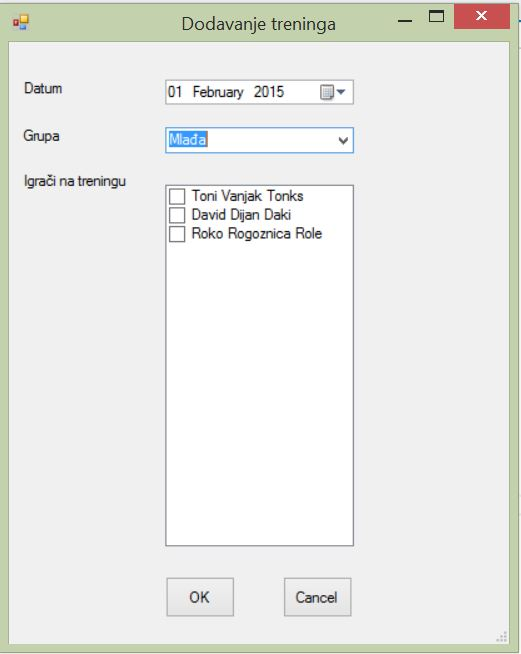 Dodavanje treninga
Datum
01 February 2015
Grupa
Mlađa
Igrači na treningu
Toni Vanjak Tonks
David Dijan Daki
Roko Rogoznica Role
OK
Cancel